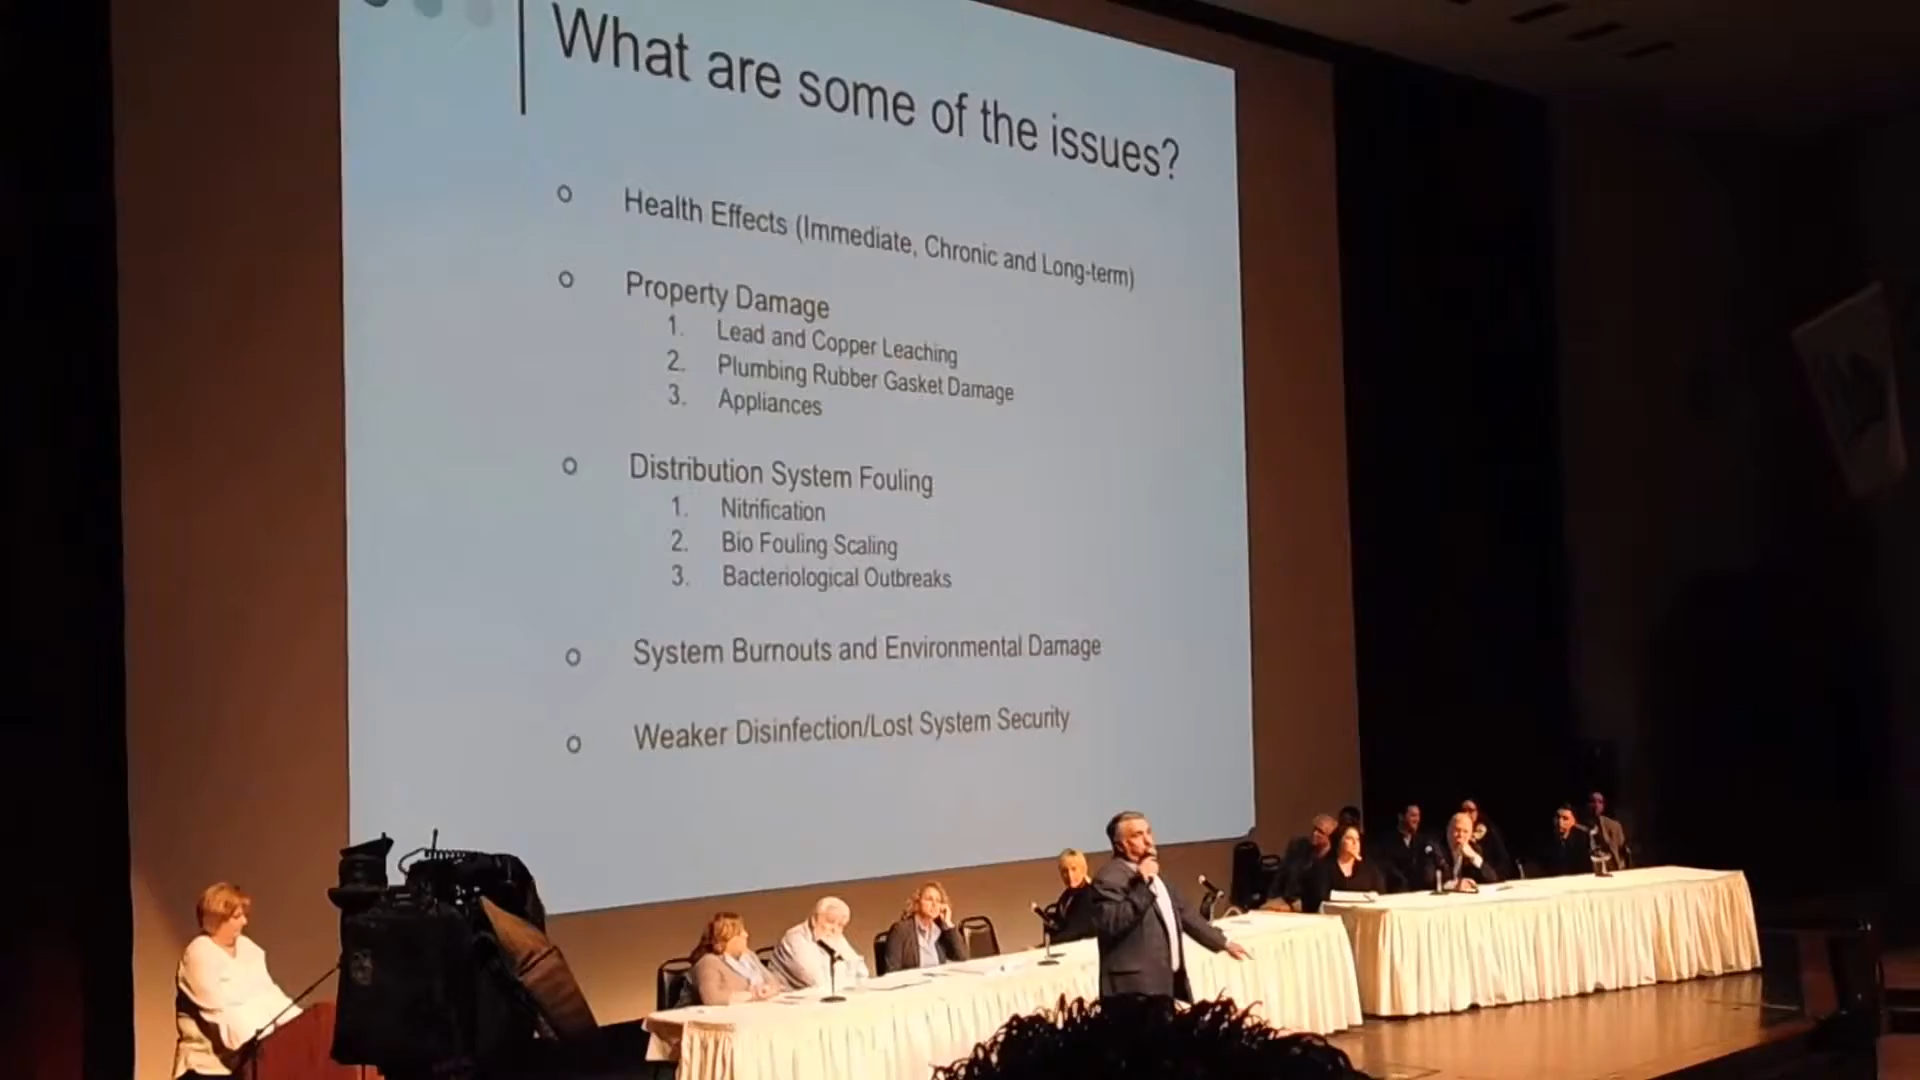 What are some of the issues?
Health Effects (Immediate, Chronic and Long-term)
Property Damage
1. Lead and Copper Leaching
2. Plumbing Rubber Gasket Damage
3. Appliances
Distribution System Fouling
1. Nitrification
2. Bio Fouling Scaling
3. Bacteriological Outbreaks
System Burnouts and Environmental Damage
Weaker Disinfection/Lost System Security